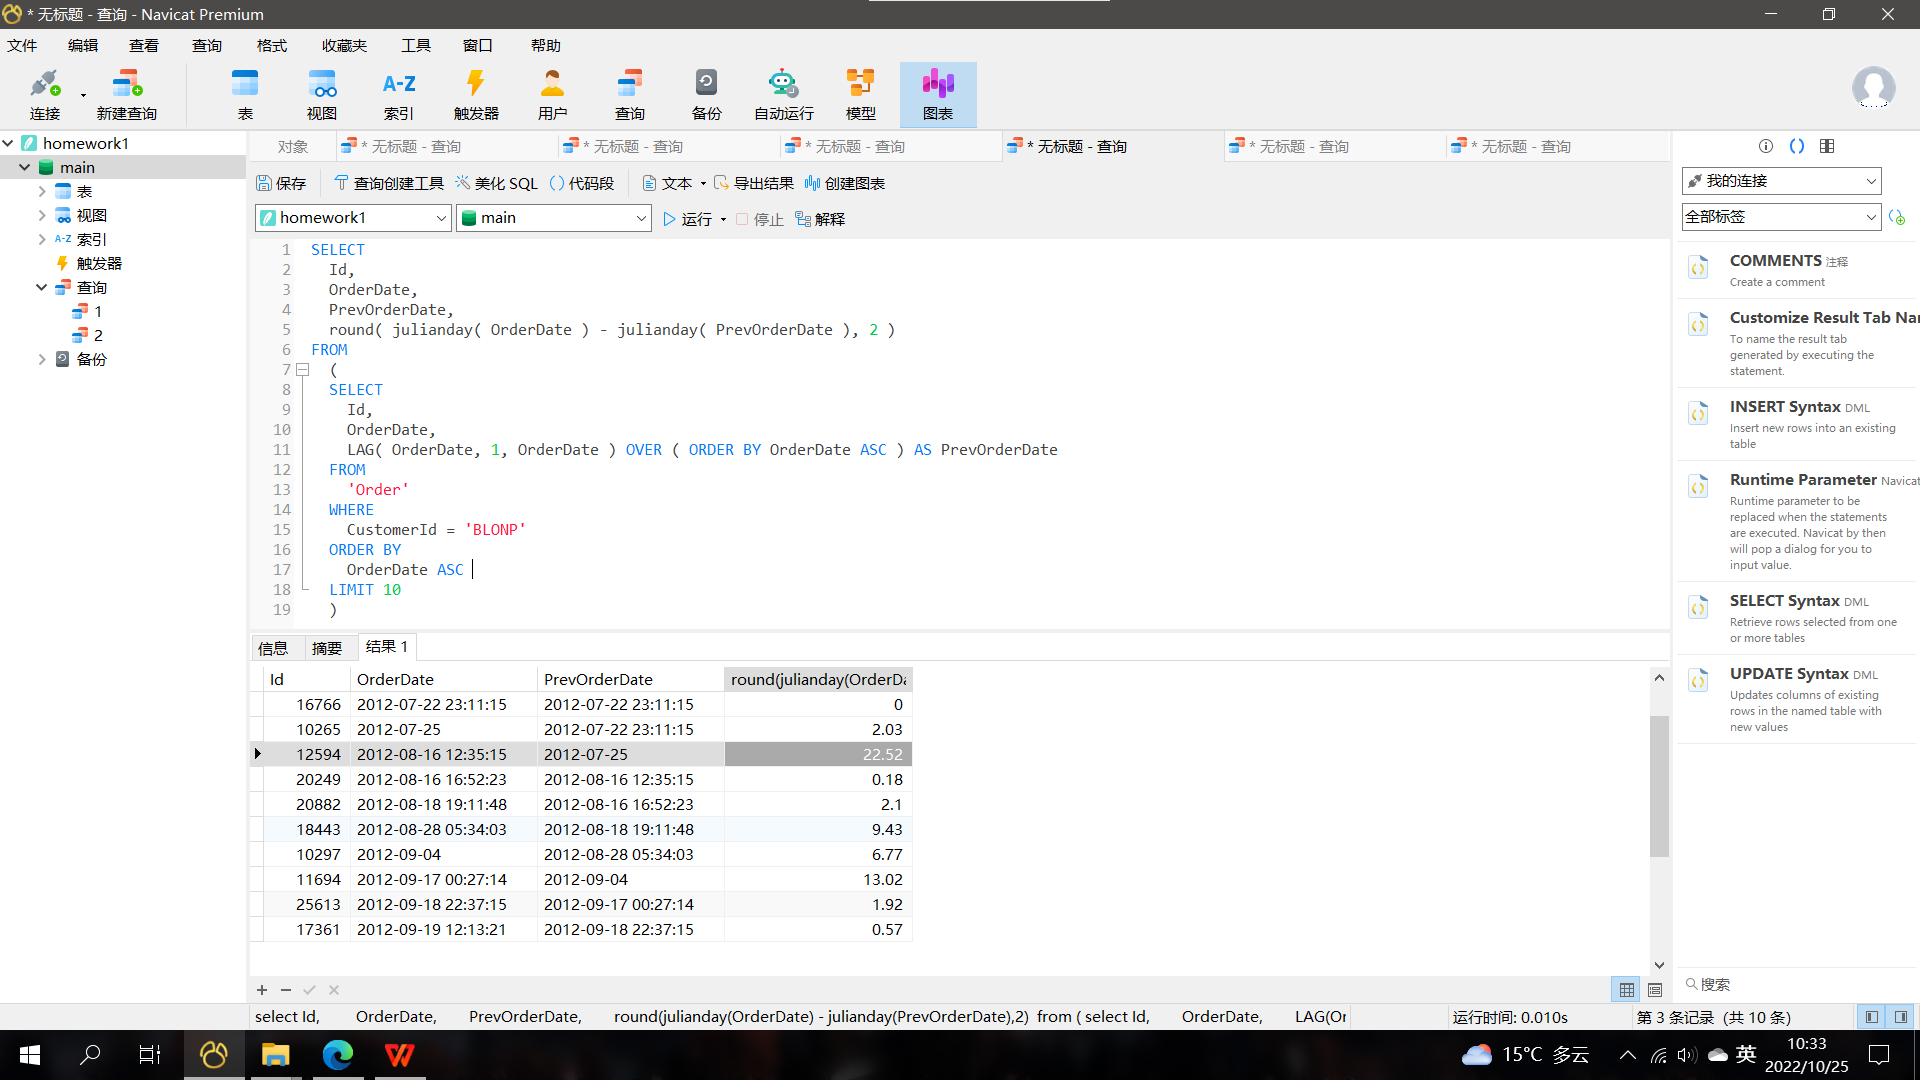 * 无标题 - 查询 - Navicat Premium
文件 编辑 查看 查询 格式 收藏夹 工具 窗口 帮助
连接 新建查询 表 视图 索引 触发器 用户 查询 备份 自动运行 模型 图表
A-Z
homework1
main
表
视图
A-Z 索引
触发器
查询
1
2
备份
对象 * 无标题 - 查询 * 无标题 - 查询 * 无标题 - 查询 * 无标题 - 查询 * 无标题 - 查询 * 无标题 - 查询
保存 查询创建工具 美化 SQL () 代码段 文本 导出结果 创建图表
homework1 main 运行 停止 解释
1 SELECT
2 Id,
3 OrderDate,
4 PrevOrderDate,
5 round( julianday( OrderDate ) - julianday( PrevOrderDate ), 2 )
6 FROM
7 (
8 SELECT
9 Id,
10 OrderDate,
11 LAG( OrderDate, 1, OrderDate ) OVER ( ORDER BY OrderDate ASC ) AS PrevOrderDate
12 FROM
13 'Order'
14 WHERE
15 CustomerId = 'BLONP'
16 ORDER BY
17 OrderDate ASC
18 LIMIT 10
19 )
信息 摘要 结果 1
Id OrderDate PrevOrderDate round(julianday(OrderDa
16766 2012-07-22 23:11:15 2012-07-22 23:11:15 0
10265 2012-07-25 2012-07-22 23:11:15 2.03
12594 2012-08-16 12:35:15 2012-07-25 22.52
20249 2012-08-16 16:52:23 2012-08-16 12:35:15 0.18
20882 2012-08-18 19:11:48 2012-08-16 16:52:23 2.1
18443 2012-08-28 05:34:03 2012-08-18 19:11:48 9.43
10297 2012-09-04 2012-08-28 05:34:03 6.77
11694 2012-09-17 00:27:14 2012-09-04 13.02
25613 2012-09-18 22:37:15 2012-09-17 00:27:14 1.92
17361 2012-09-19 12:13:21 2012-09-18 22:37:15 0.57
select Id, OrderDate, PrevOrderDate, round(julianday(OrderDate) - julianday(PrevOrderDate),2) from ( select Id, OrderDate, LAG(Or
运行时间: 0.010s
第 3 条记录 (共 10 条)
我的连接
全部标签
COMMENTS 注释
Create a comment
Customize Result Tab Nar
To name the result tab
generated by executing the
statement.
INSERT Syntax DML
Insert new rows into an existing
table
Runtime Parameter Navicat
Runtime parameter to be
replaced when the statements
are executed. Navicat by then
will pop a dialog for you to
input value.
SELECT Syntax DML
Retrieve rows selected from one
or more tables
UPDATE Syntax DML
Updates columns of existing
rows in the named table with
new values
搜索
15°C 多云
英
10:33
2022/10/25